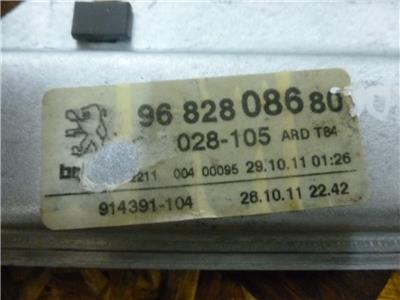 96 828 086 80
028-105 ARD T84
2211 004 00095 29.10.11 01:26
914391-104 28.10.11 22.42